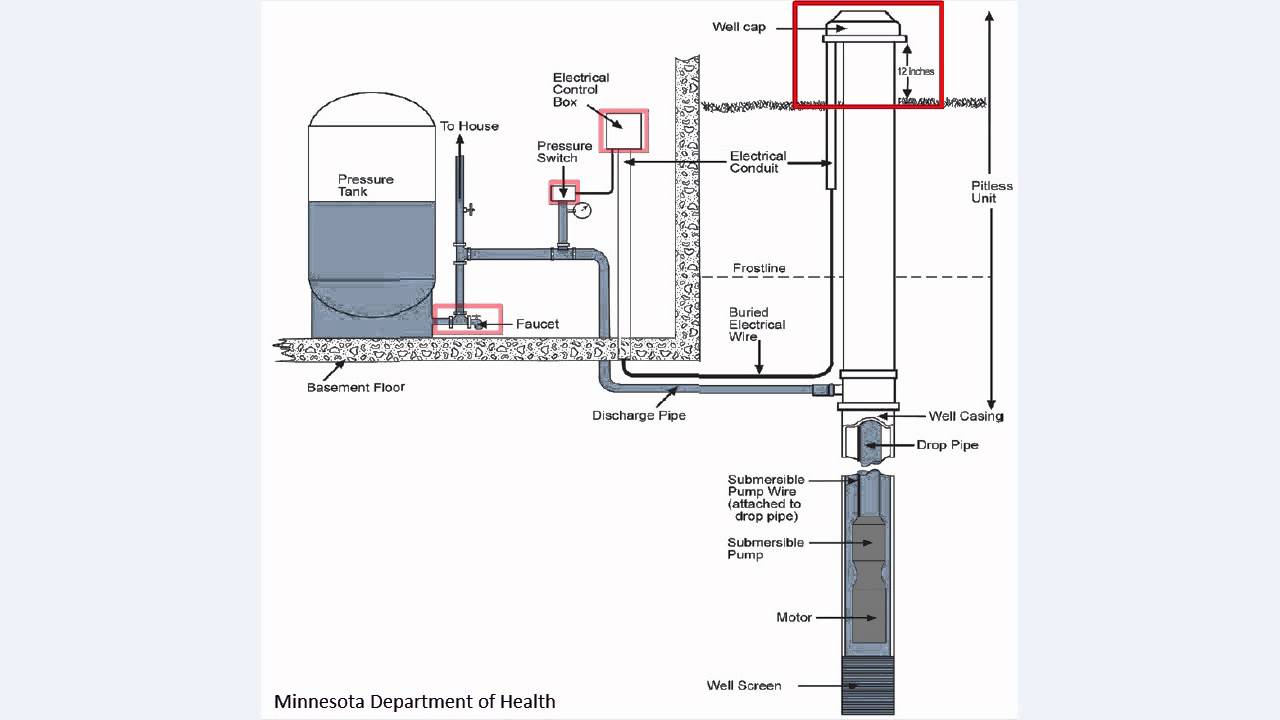 Well cap
12 inches
Electrical
Control
Box
To House
Pressure
Switch
Electrical
Conduit
Pressure
Tank
Pitless
Unit
Frostline
Buried
Electrical
Wire
Faucet
Basement Floor
Discharge Pipe
Well Casing
Drop Pipe
Submersible
Pump Wire
(attached to
drop pipe)
Submersible
Pump
Motor
Well Screen
Minnesota Department of Health